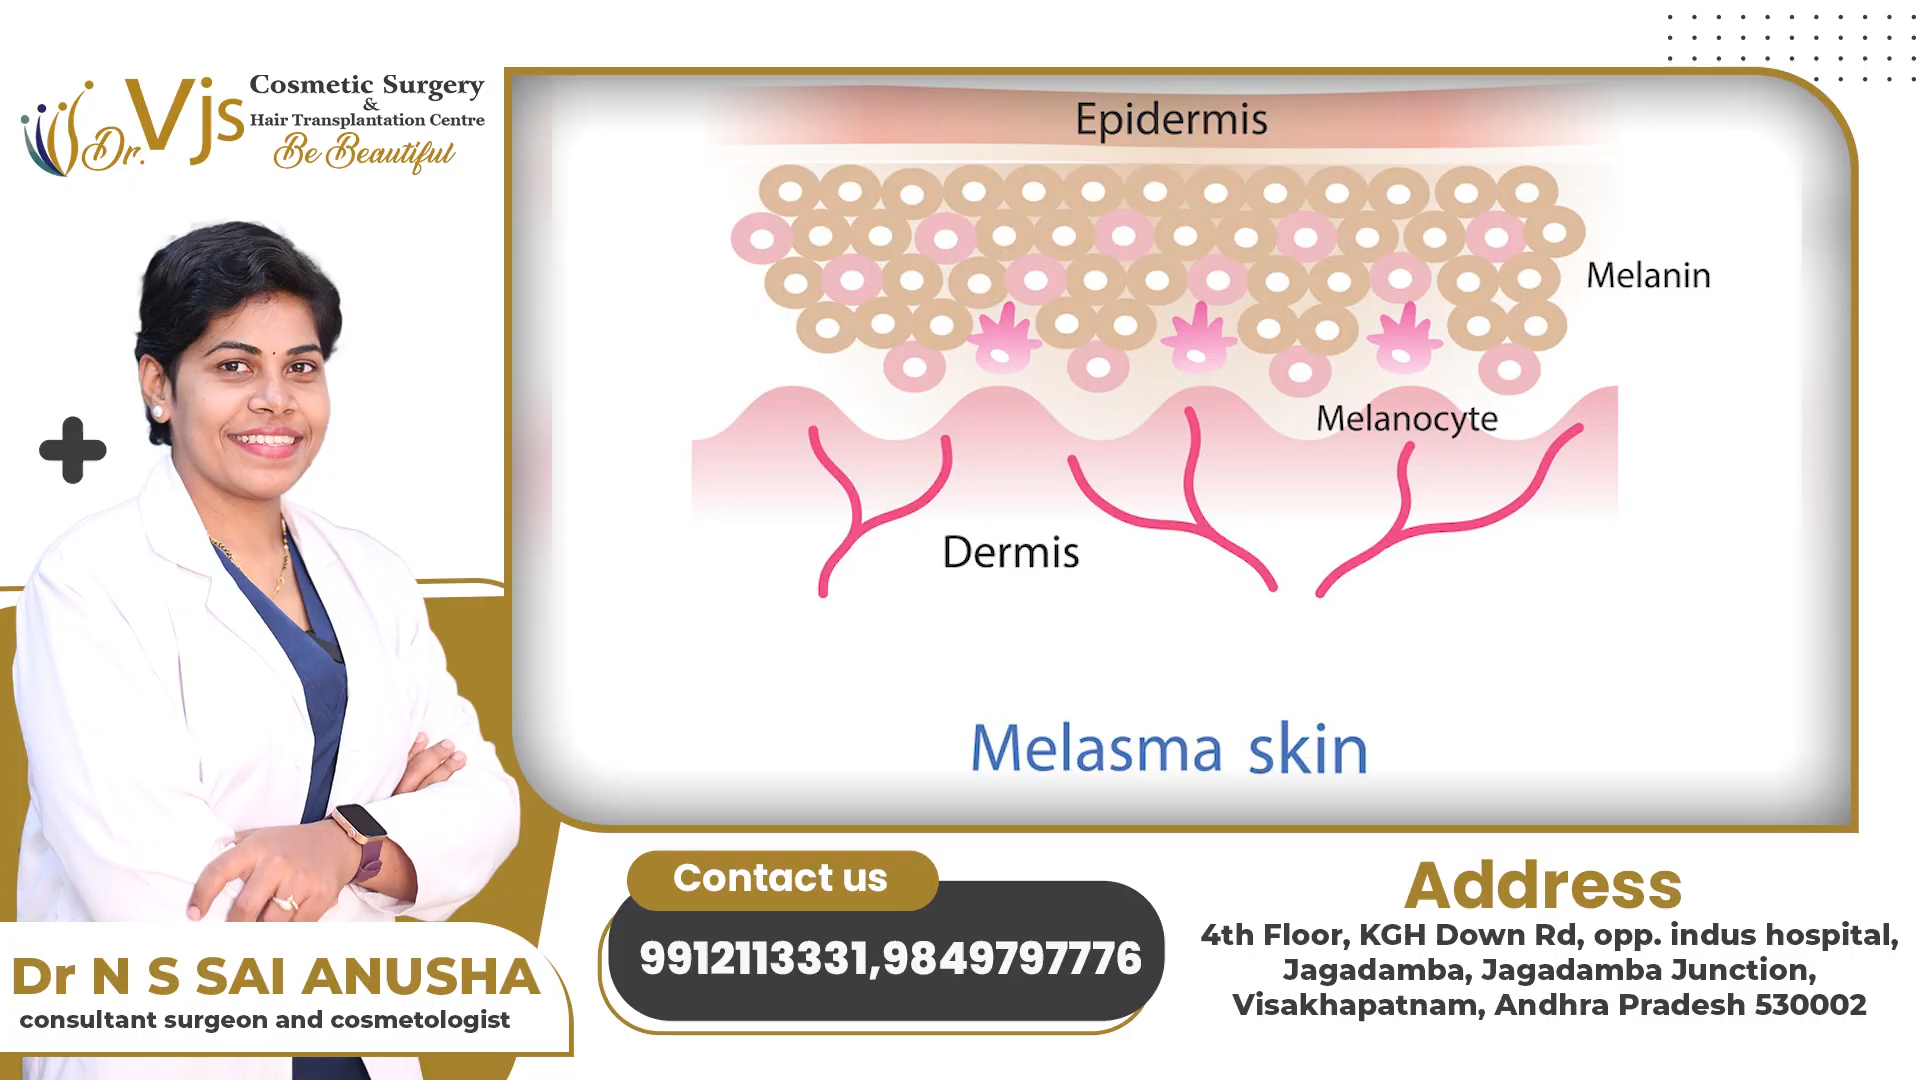 Dr. Vjs
Cosmetic Surgery
&
Hair Transplantation Centre
Be Beautiful
Epidermis
Melanin
Melanocyte
Dermis
Melasma skin
Dr N S SAI ANUSHA
consultant surgeon and cosmetologist
Contact us
9912113331,9849797776
Address
4th Floor, KGH Down Rd, opp. indus hospital,
Jagadamba, Jagadamba Junction,
Visakhapatnam, Andhra Pradesh 530002